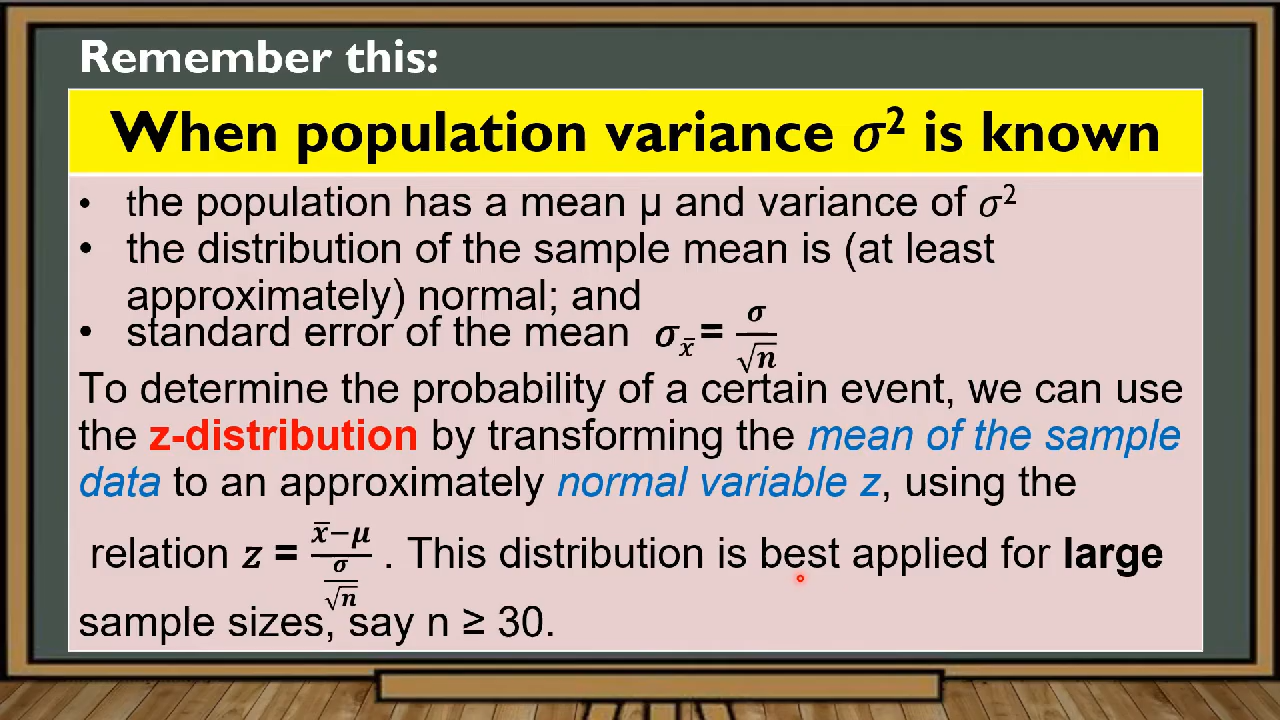 Remember this:
When population variance σ² is known
• the population has a mean μ and variance of σ²
• the distribution of the sample mean is (at least
approximately) normal; and
• standard error of the mean σ_x̄ = σ/√n
To determine the probability of a certain event, we can use
the z-distribution by transforming the mean of the sample
data to an approximately normal variable z, using the
relation z = (x̄−μ)/(σ/√n) . This distribution is best applied for large
sample sizes, say n ≥ 30.